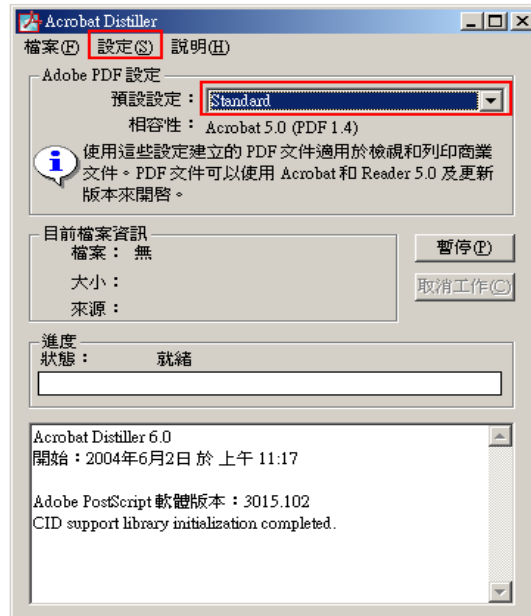 Acrobat Distiller
檔案(F) 設定(S) 說明(H)
Adobe PDF 設定
預設設定： Standard
相容性： Acrobat 5.0 (PDF 1.4)
使用這些設定建立的 PDF 文件適用於檢視和列印商業
文件。PDF 文件可以使用 Acrobat 和 Reader 5.0 及更新
版本來開啓。
目前檔案資訊
檔案： 無
大小：
來源：
暫停(P)
取消工作(C)
進度
狀態： 就緒
Acrobat Distiller 6.0
開始：2004年6月2日 於 上午 11:17
Adobe PostScript 軟體版本：3015.102
CID support library initialization completed.